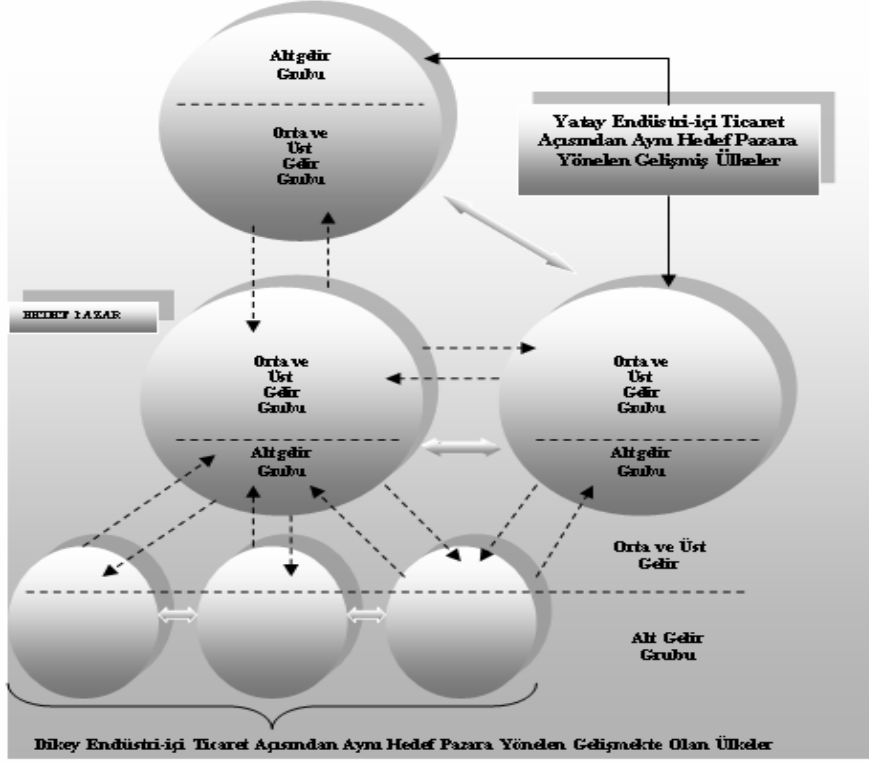 Alt gelir
Grubu
Orta ve
Üst
Gelir
Grubu
Yatay Endüstri-içi Ticaret
Açısından Aynı Hedef Pazara
Yönelen Gelişmiş Ülkeler
HEDEF PAZAR
Orta ve
Üst
Gelir
Grubu
Alt gelir
Grubu
Orta ve
Üst
Gelir
Grubu
Alt gelir
Grubu
Orta ve Üst
Gelir
Alt Gelir
Grubu
Dikey Endüstri-içi Ticaret Açısından Aynı Hedef Pazara Yönelen Gelişmekte Olan Ülkeler